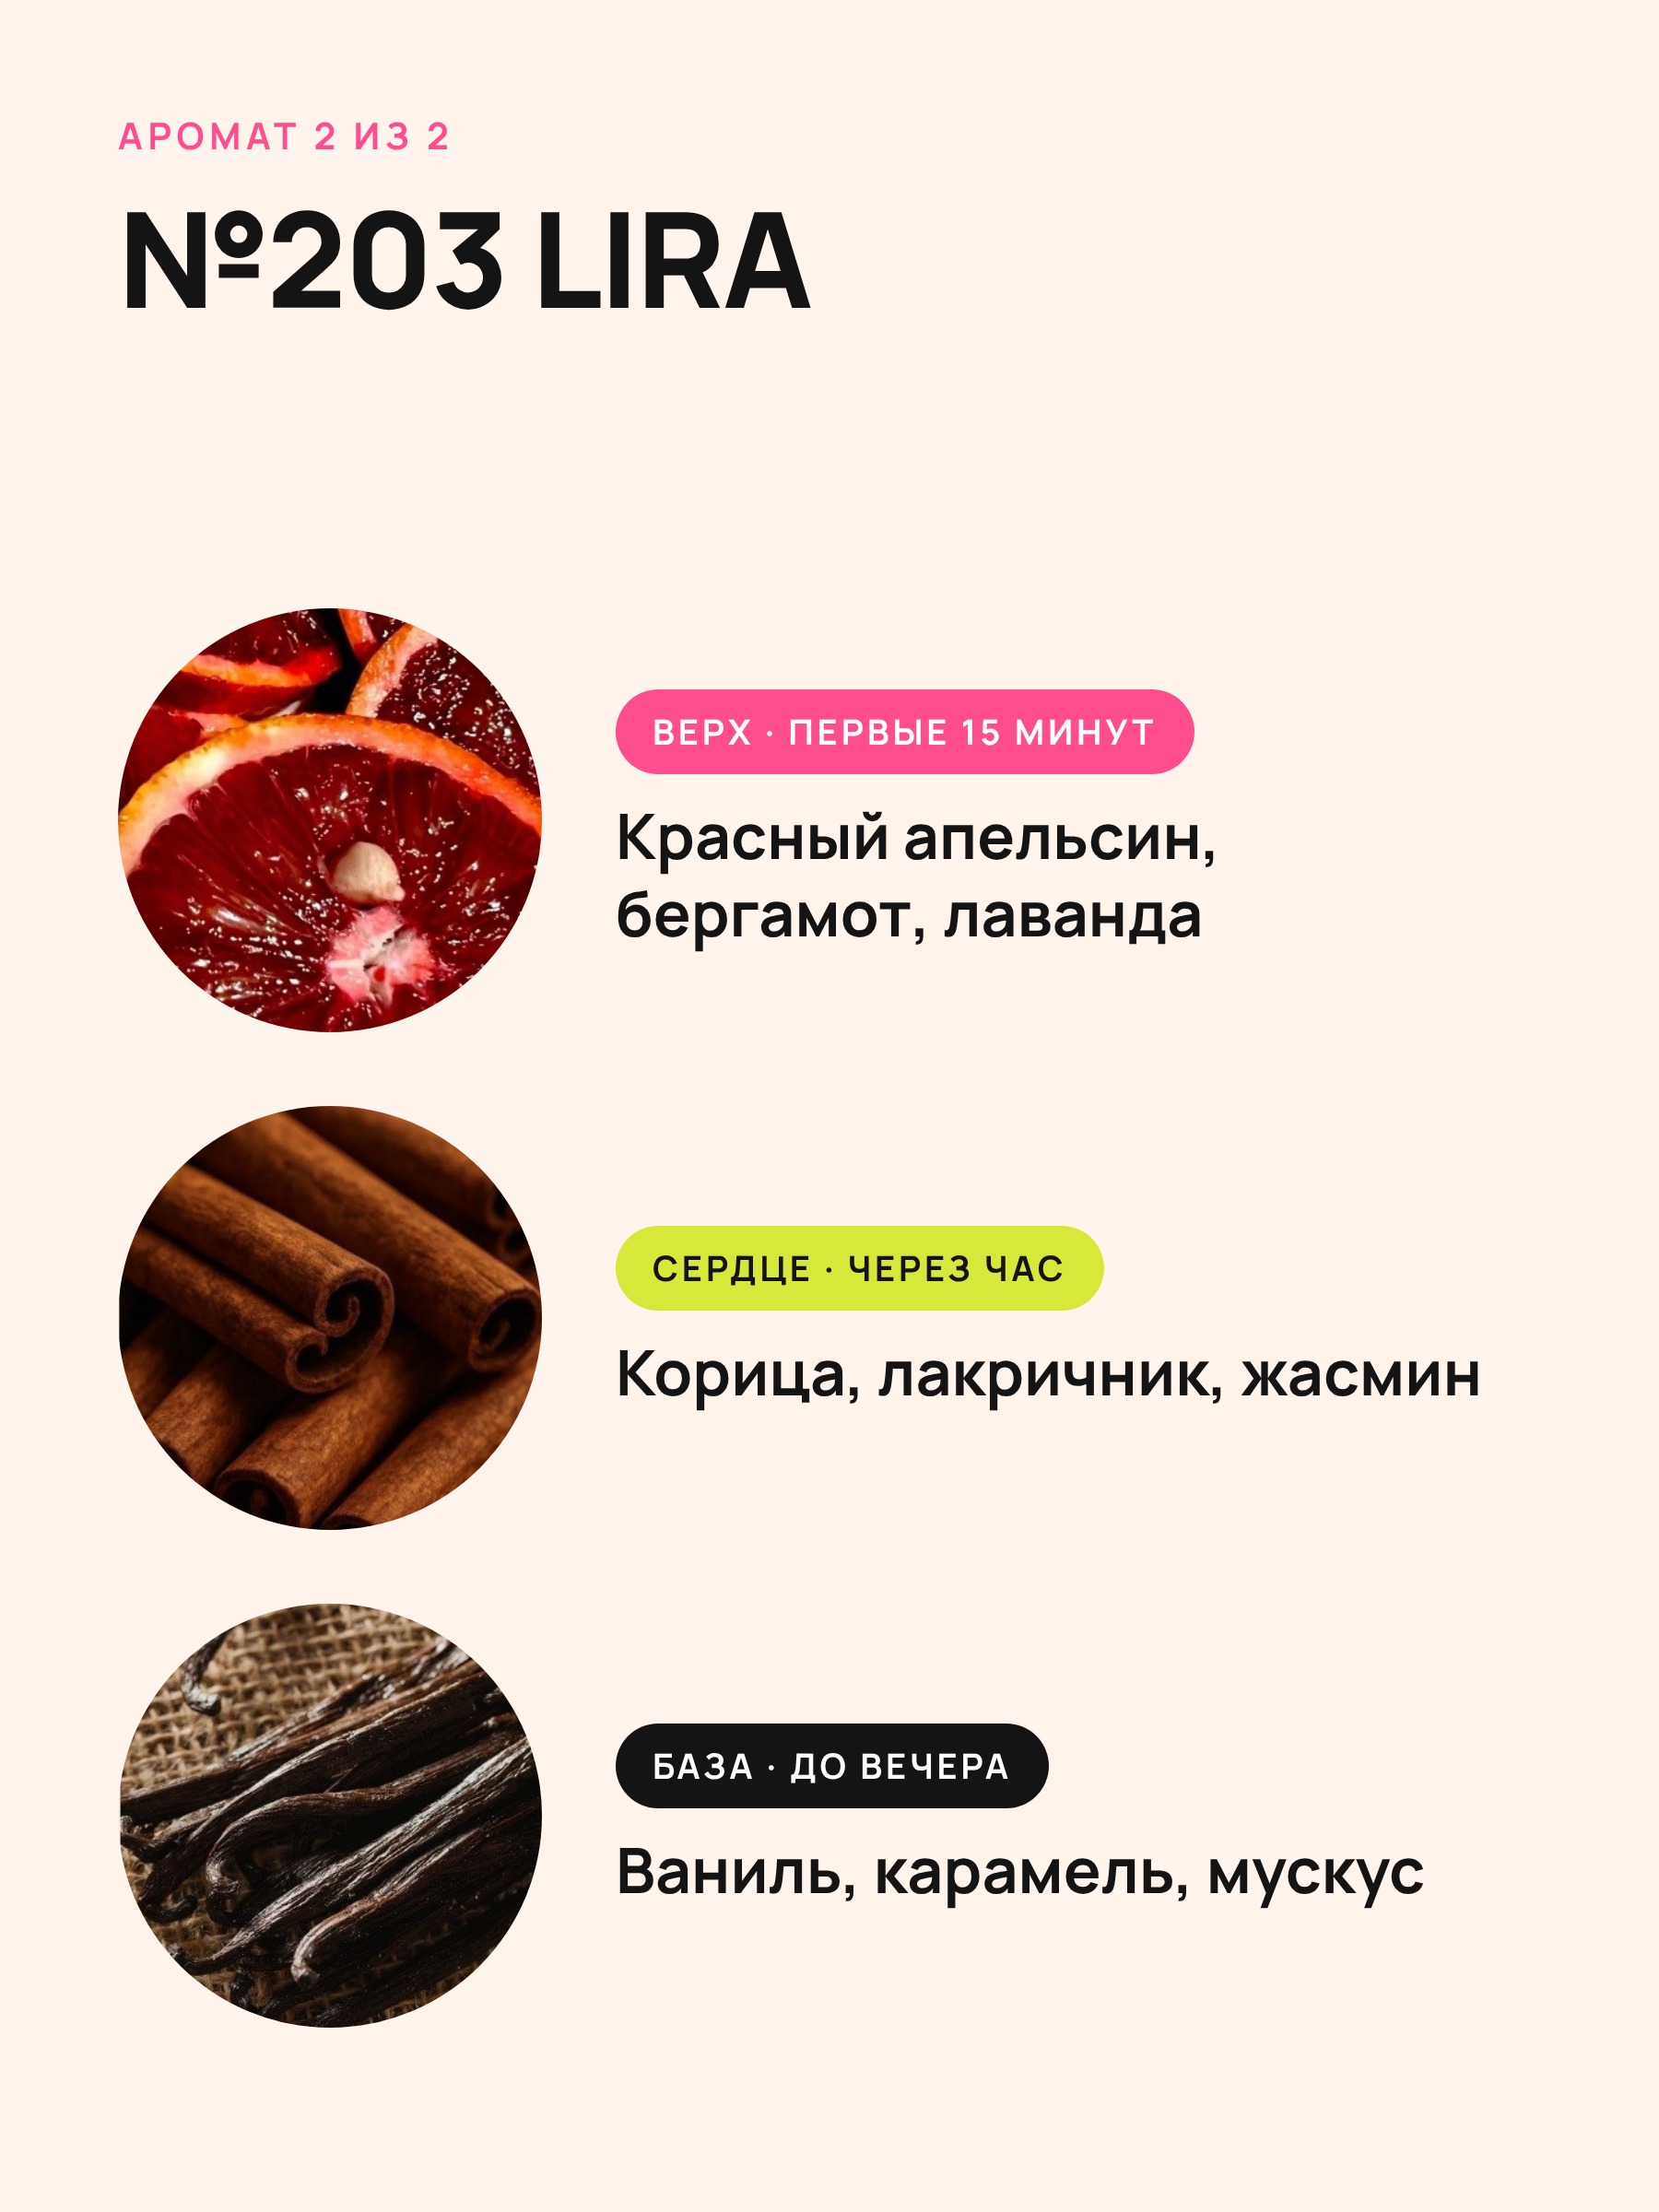 АРОМАТ 2 ИЗ 2
№203 LIRA
ВЕРХ · ПЕРВЫЕ 15 МИНУТ
Красный апельсин,
бергамот, лаванда
СЕРДЦЕ · ЧЕРЕЗ ЧАС
Корица, лакричник, жасмин
БАЗА · ДО ВЕЧЕРА
Ваниль, карамель, мускус